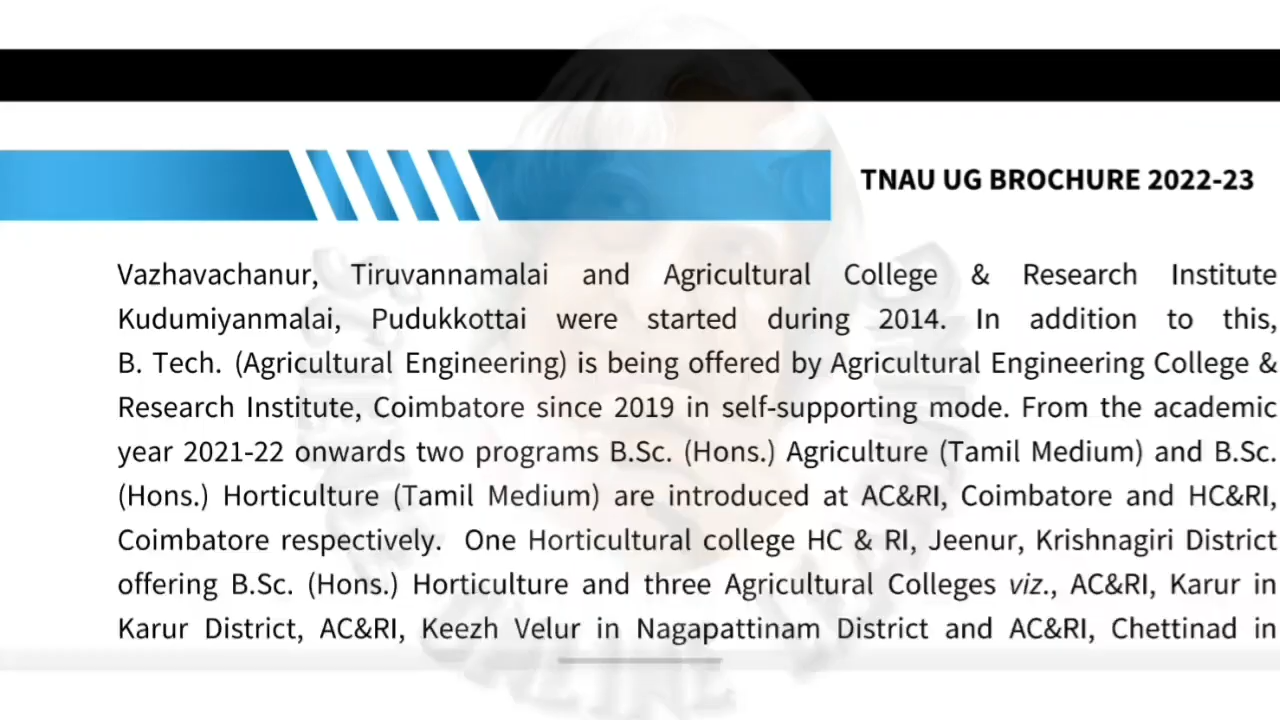 TNAU UG BROCHURE 2022-23
Vazhavachanur, Tiruvannamalai and Agricultural College & Research Institute
Kudumiyanmalai, Pudukkottai were started during 2014. In addition to this,
B. Tech. (Agricultural Engineering) is being offered by Agricultural Engineering College &
Research Institute, Coimbatore since 2019 in self-supporting mode. From the academic
year 2021-22 onwards two programs B.Sc. (Hons.) Agriculture (Tamil Medium) and B.Sc.
(Hons.) Horticulture (Tamil Medium) are introduced at AC&RI, Coimbatore and HC&RI,
Coimbatore respectively. One Horticultural college HC & RI, Jeenur, Krishnagiri District
offering B.Sc. (Hons.) Horticulture and three Agricultural Colleges viz., AC&RI, Karur in
Karur District, AC&RI, Keezh Velur in Nagapattinam District and AC&RI, Chettinad in
ONLINE